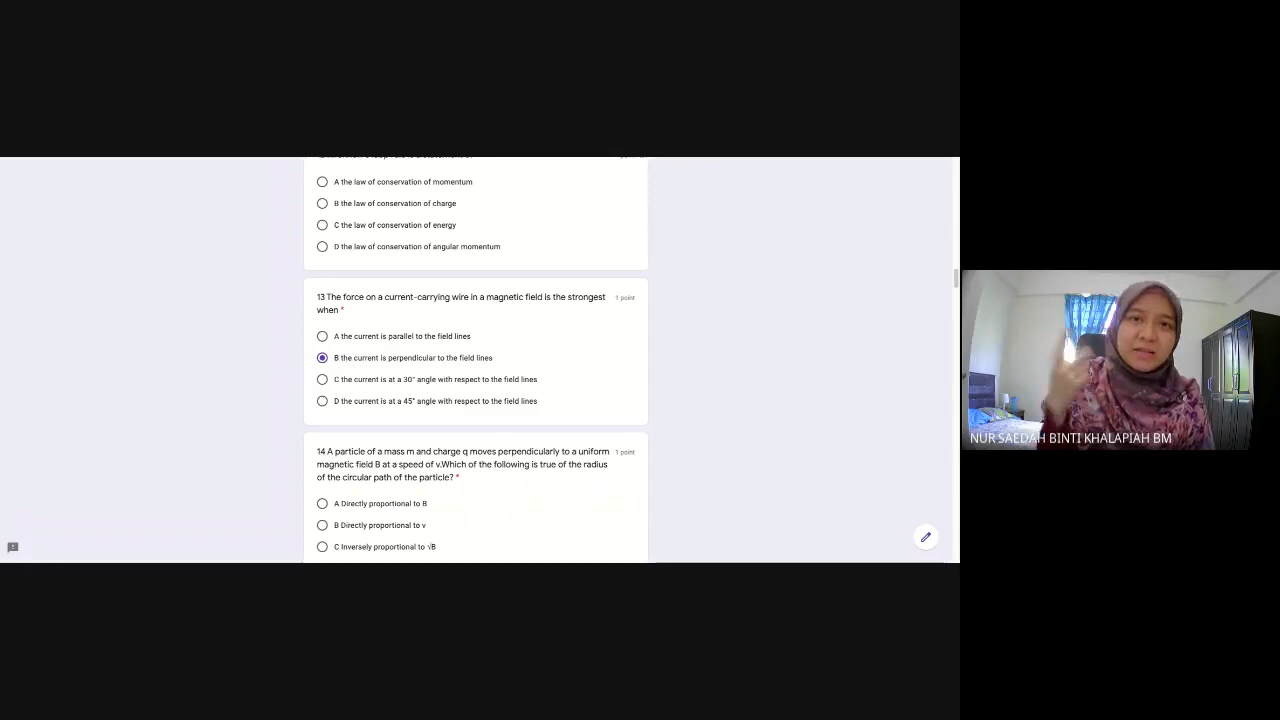 A the law of conservation of momentum
B the law of conservation of charge
C the law of conservation of energy
D the law of conservation of angular momentum
13 The force on a current-carrying wire in a magnetic field is the strongest
when *
1 point
A the current is parallel to the field lines
B the current is perpendicular to the field lines
C the current is at a 30° angle with respect to the field lines
D the current is at a 45° angle with respect to the field lines
14 A particle of a mass m and charge q moves perpendicularly to a uniform
magnetic field B at a speed of v.Which of the following is true of the radius
of the circular path of the particle? *
1 point
A Directly proportional to B
B Directly proportional to v
C Inversely proportional to √B
NUR SAEDAH BINTI KHALAPIAH BM